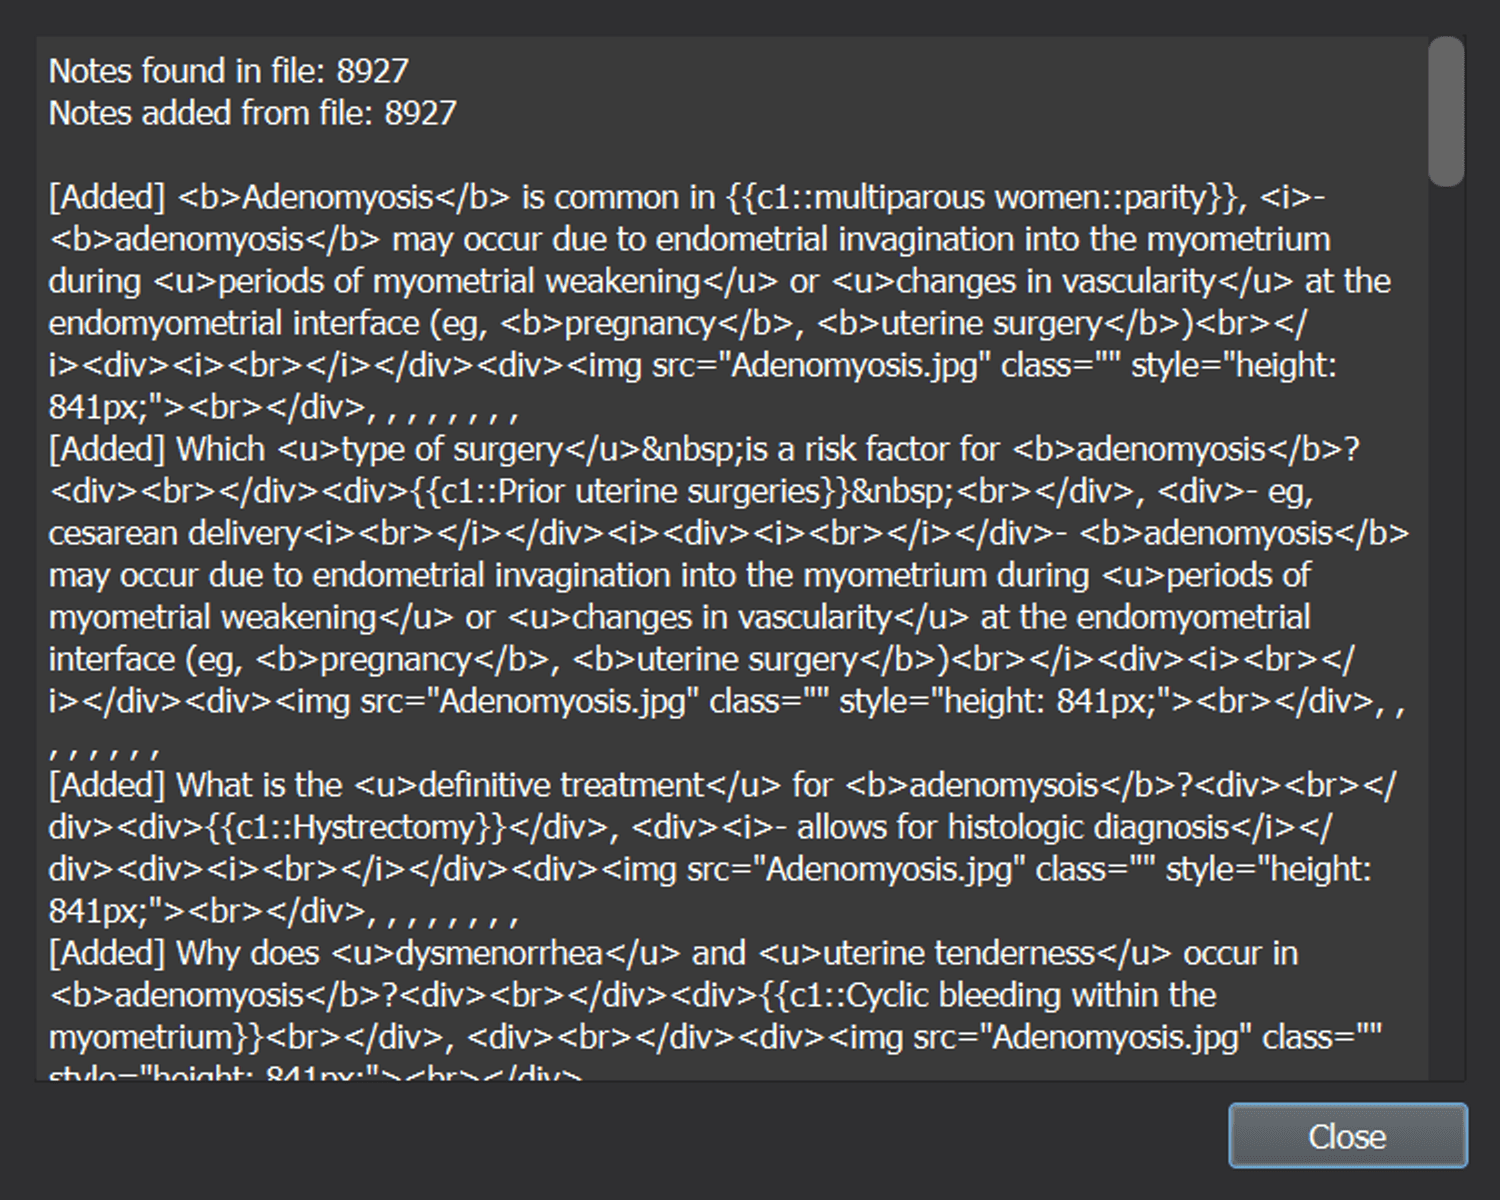 Notes found in file: 8927
Notes added from file: 8927
[Added] <b>Adenomyosis</b> is common in {{c1::multiparous women::parity}}, <i>-
<b>adenomyosis</b> may occur due to endometrial invagination into the myometrium
during <u>periods of myometrial weakening</u> or <u>changes in vascularity</u> at the
endomyometrial interface (eg, <b>pregnancy</b>, <b>uterine surgery</b>)<br></
i><div><i><br></i></div><div><img src="Adenomyosis.jpg" class="" style="height:
841px;"><br></div>, , , , , , , ,
[Added] Which <u>type of surgery</u>&nbsp;is a risk factor for <b>adenomyosis</b>?
<div><br></div><div>{{c1::Prior uterine surgeries}}&nbsp;<br></div>, <div>- eg,
cesarean delivery<i><br></i></div><i><div><i><br></i></div>- <b>adenomyosis</b>
may occur due to endometrial invagination into the myometrium during <u>periods of
myometrial weakening</u> or <u>changes in vascularity</u> at the endomyometrial
interface (eg, <b>pregnancy</b>, <b>uterine surgery</b>)<br></i><div><i><br></
i></div><div><img src="Adenomyosis.jpg" class="" style="height: 841px;"><br></div>, ,
, , , , , ,
[Added] What is the <u>definitive treatment</u> for <b>adenomysois</b>?<div><br></
div><div>{{c1::Hystrectomy}}</div>, <div><i>- allows for histologic diagnosis</i></
div><div><i><br></i></div><div><img src="Adenomyosis.jpg" class="" style="height:
841px;"><br></div>, , , , , , , ,
[Added] Why does <u>dysmenorrhea</u> and <u>uterine tenderness</u> occur in
<b>adenomyosis</b>?<div><br></div><div>{{c1::Cyclic bleeding within the
myometrium}}<br></div>, <div><br></div><div><img src="Adenomyosis.jpg" class=""
style="height: 841px;"><br></div>
Close